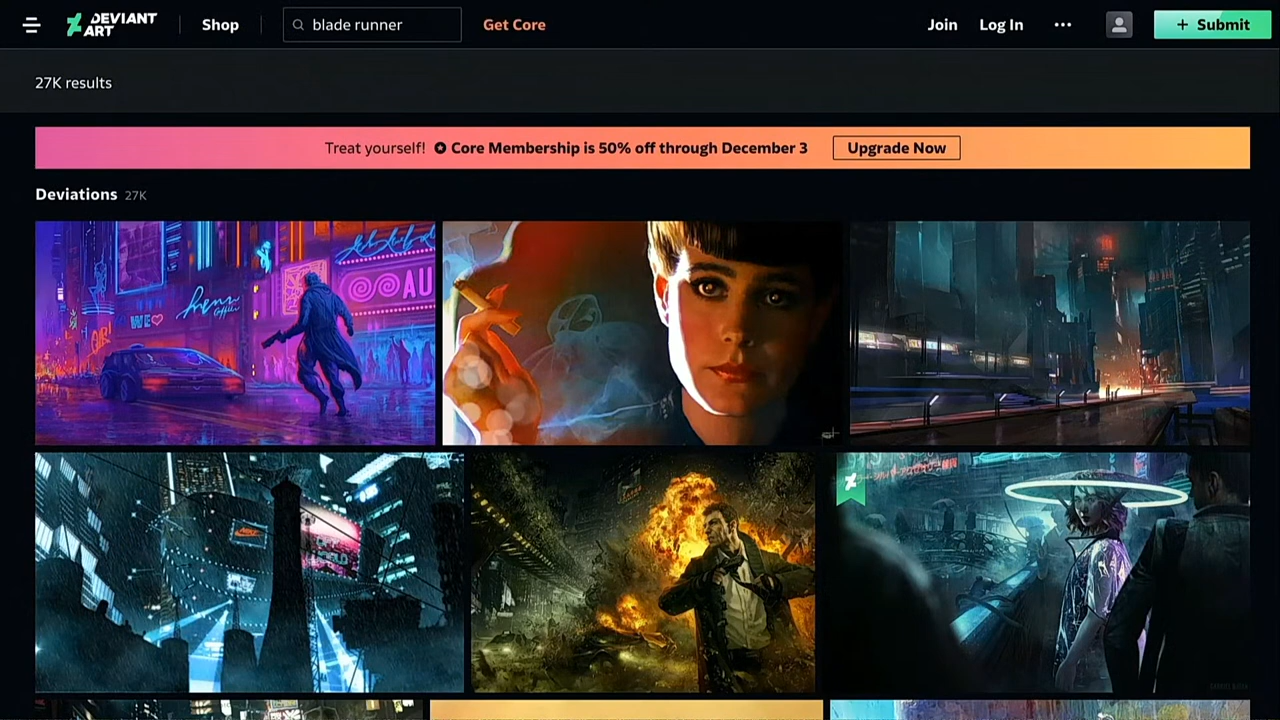 DEVIANT
ART
Shop
blade runner
Get Core
Join
Log In
+ Submit
27K results
Treat yourself! Core Membership is 50% off through December 3
Upgrade Now
Deviations 27K
WE
AU